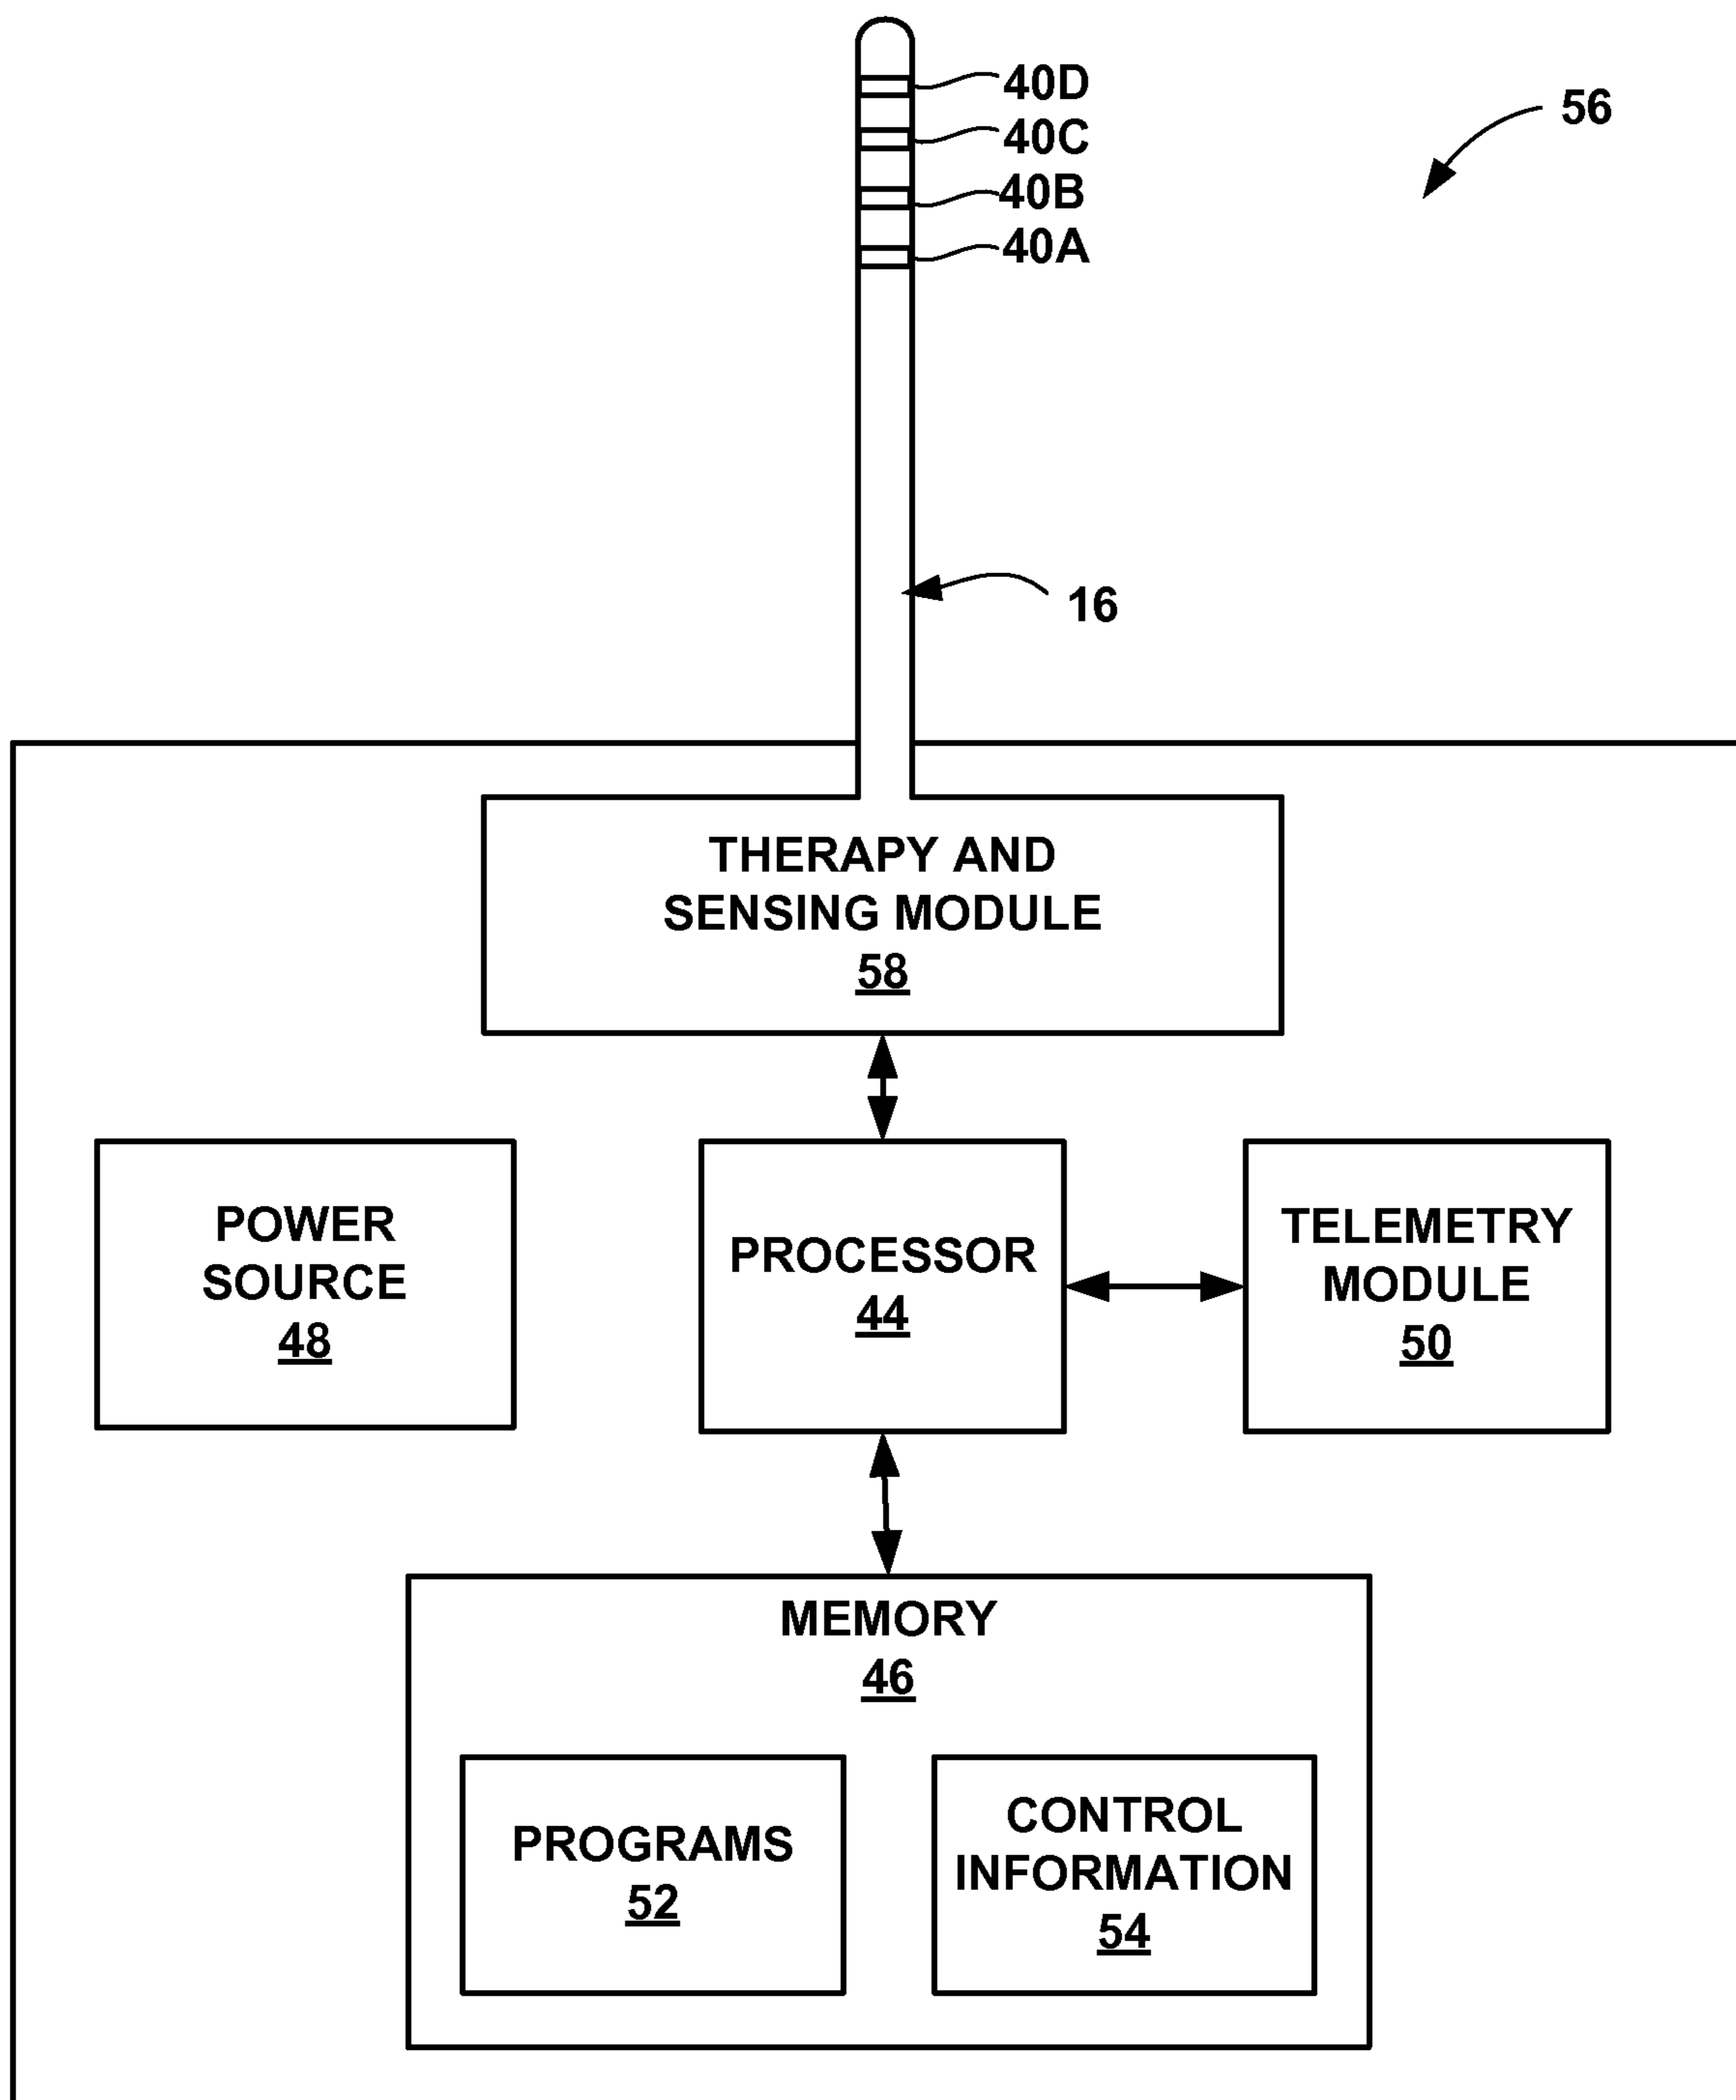 40D
56
40C
40B
40A
16
THERAPY AND
SENSING MODULE
58
POWER
SOURCE
48
PROCESSOR
44
TELEMETRY
MODULE
50
MEMORY
46
PROGRAMS
52
CONTROL
INFORMATION
54